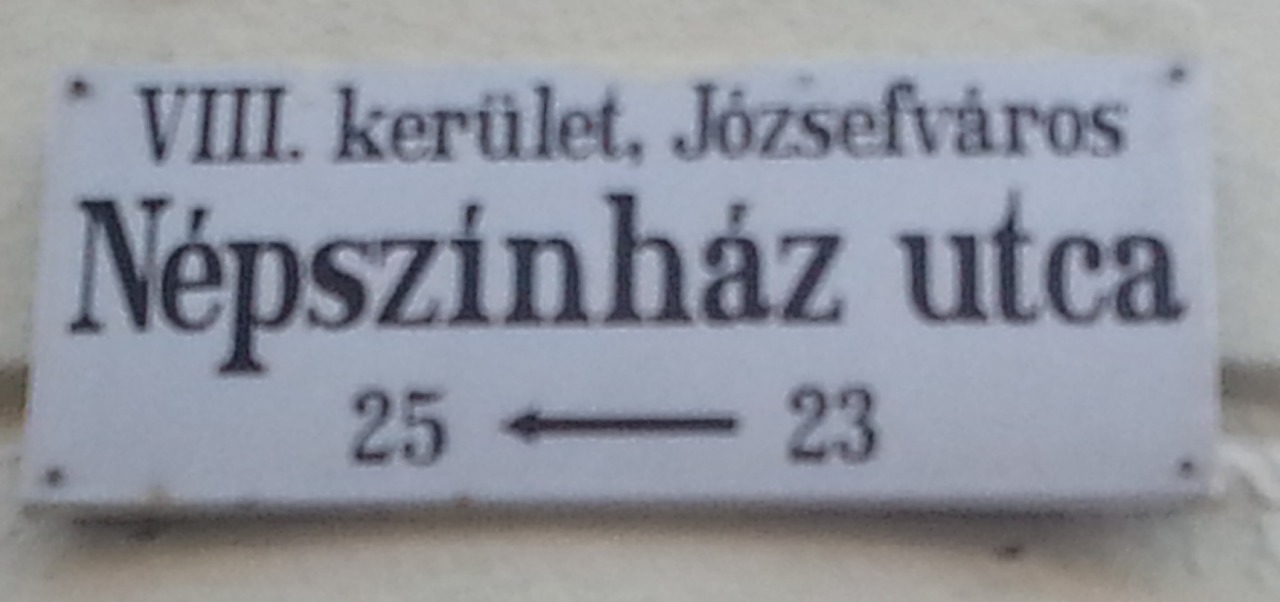 VIII. kerület, Józsefváros
Népszínház utca
25 ← 23